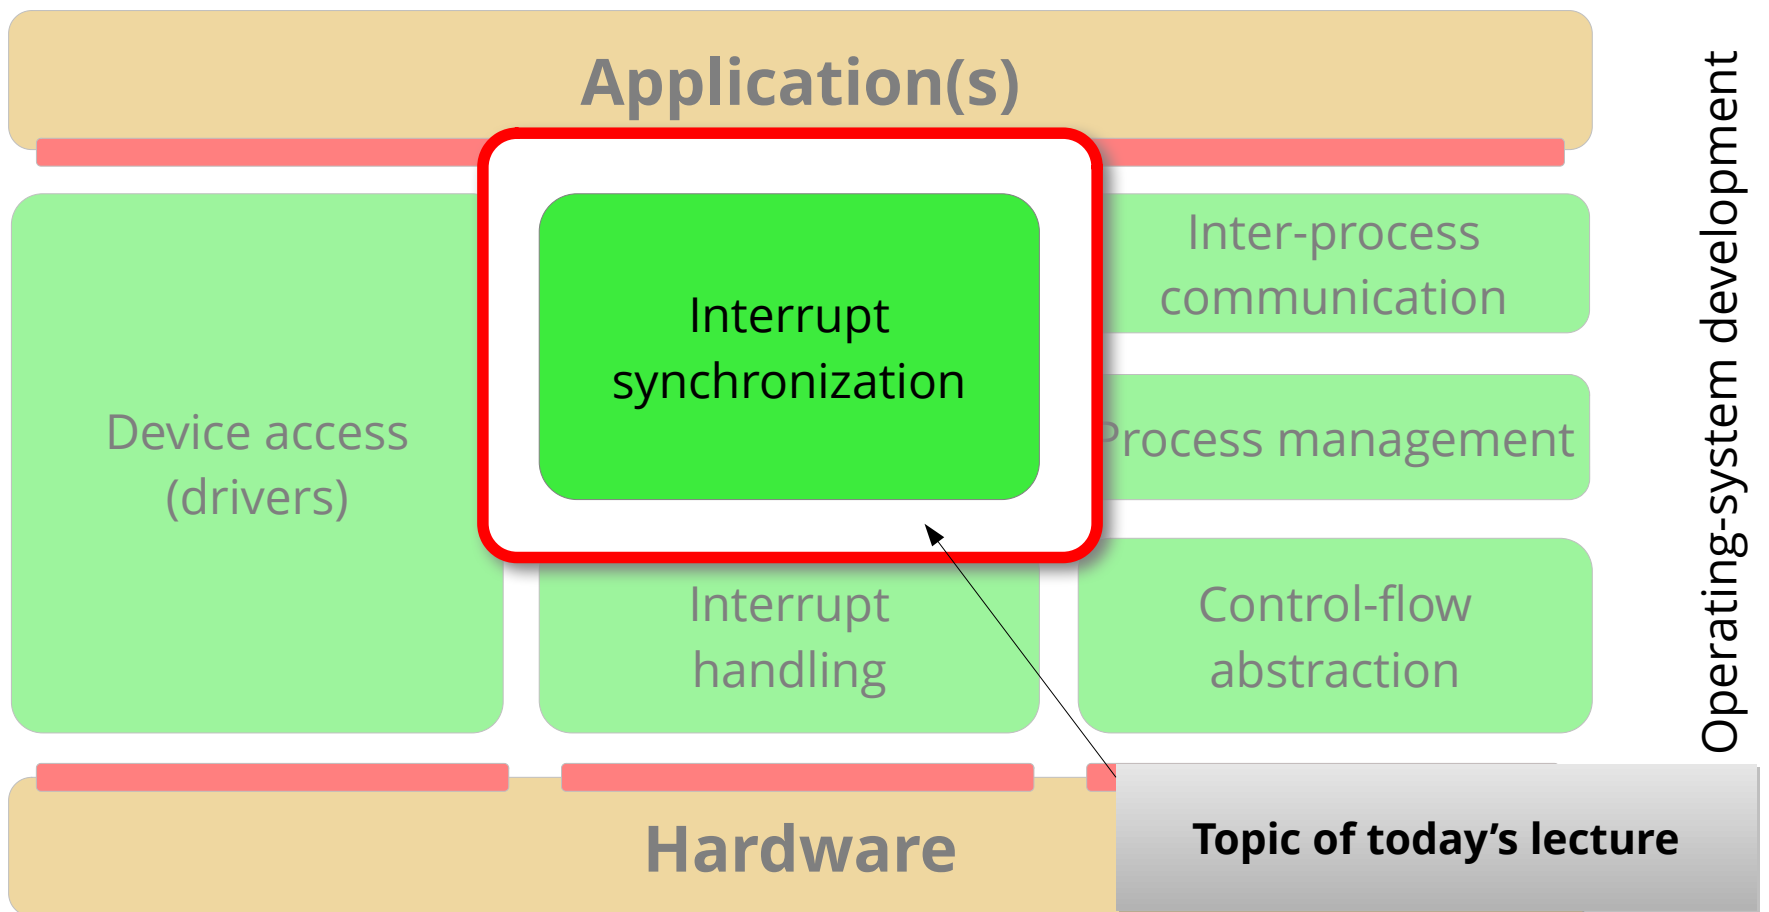 Application(s)
Operating-system development
Device access
(drivers)
Interrupt
synchronization
Inter-process
communication
Process management
Interrupt
handling
Control-flow
abstraction
Hardware
Topic of today’s lecture